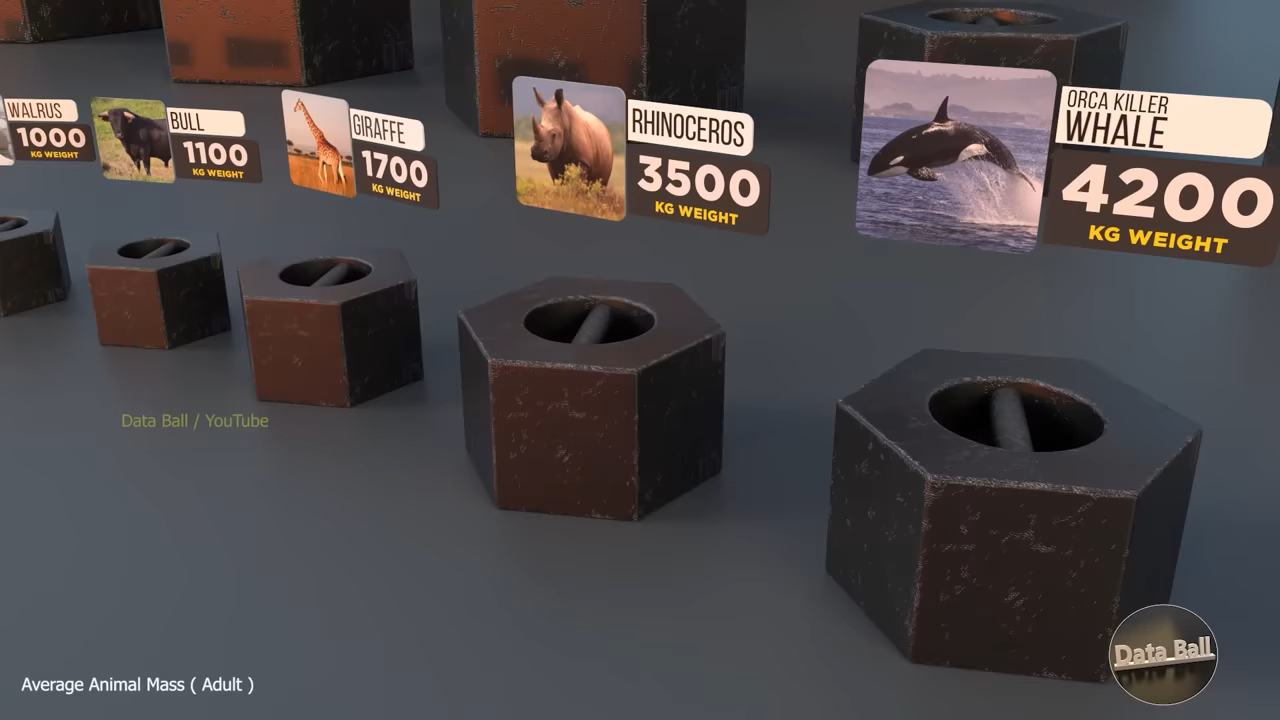 WALRUS
1000
KG WEIGHT
BULL
1100
KG WEIGHT
GIRAFFE
1700
KG WEIGHT
RHINOCEROS
3500
KG WEIGHT
ORCA KILLER
WHALE
4200
KG WEIGHT
Data Ball / YouTube
Data Ball
Average Animal Mass ( Adult )